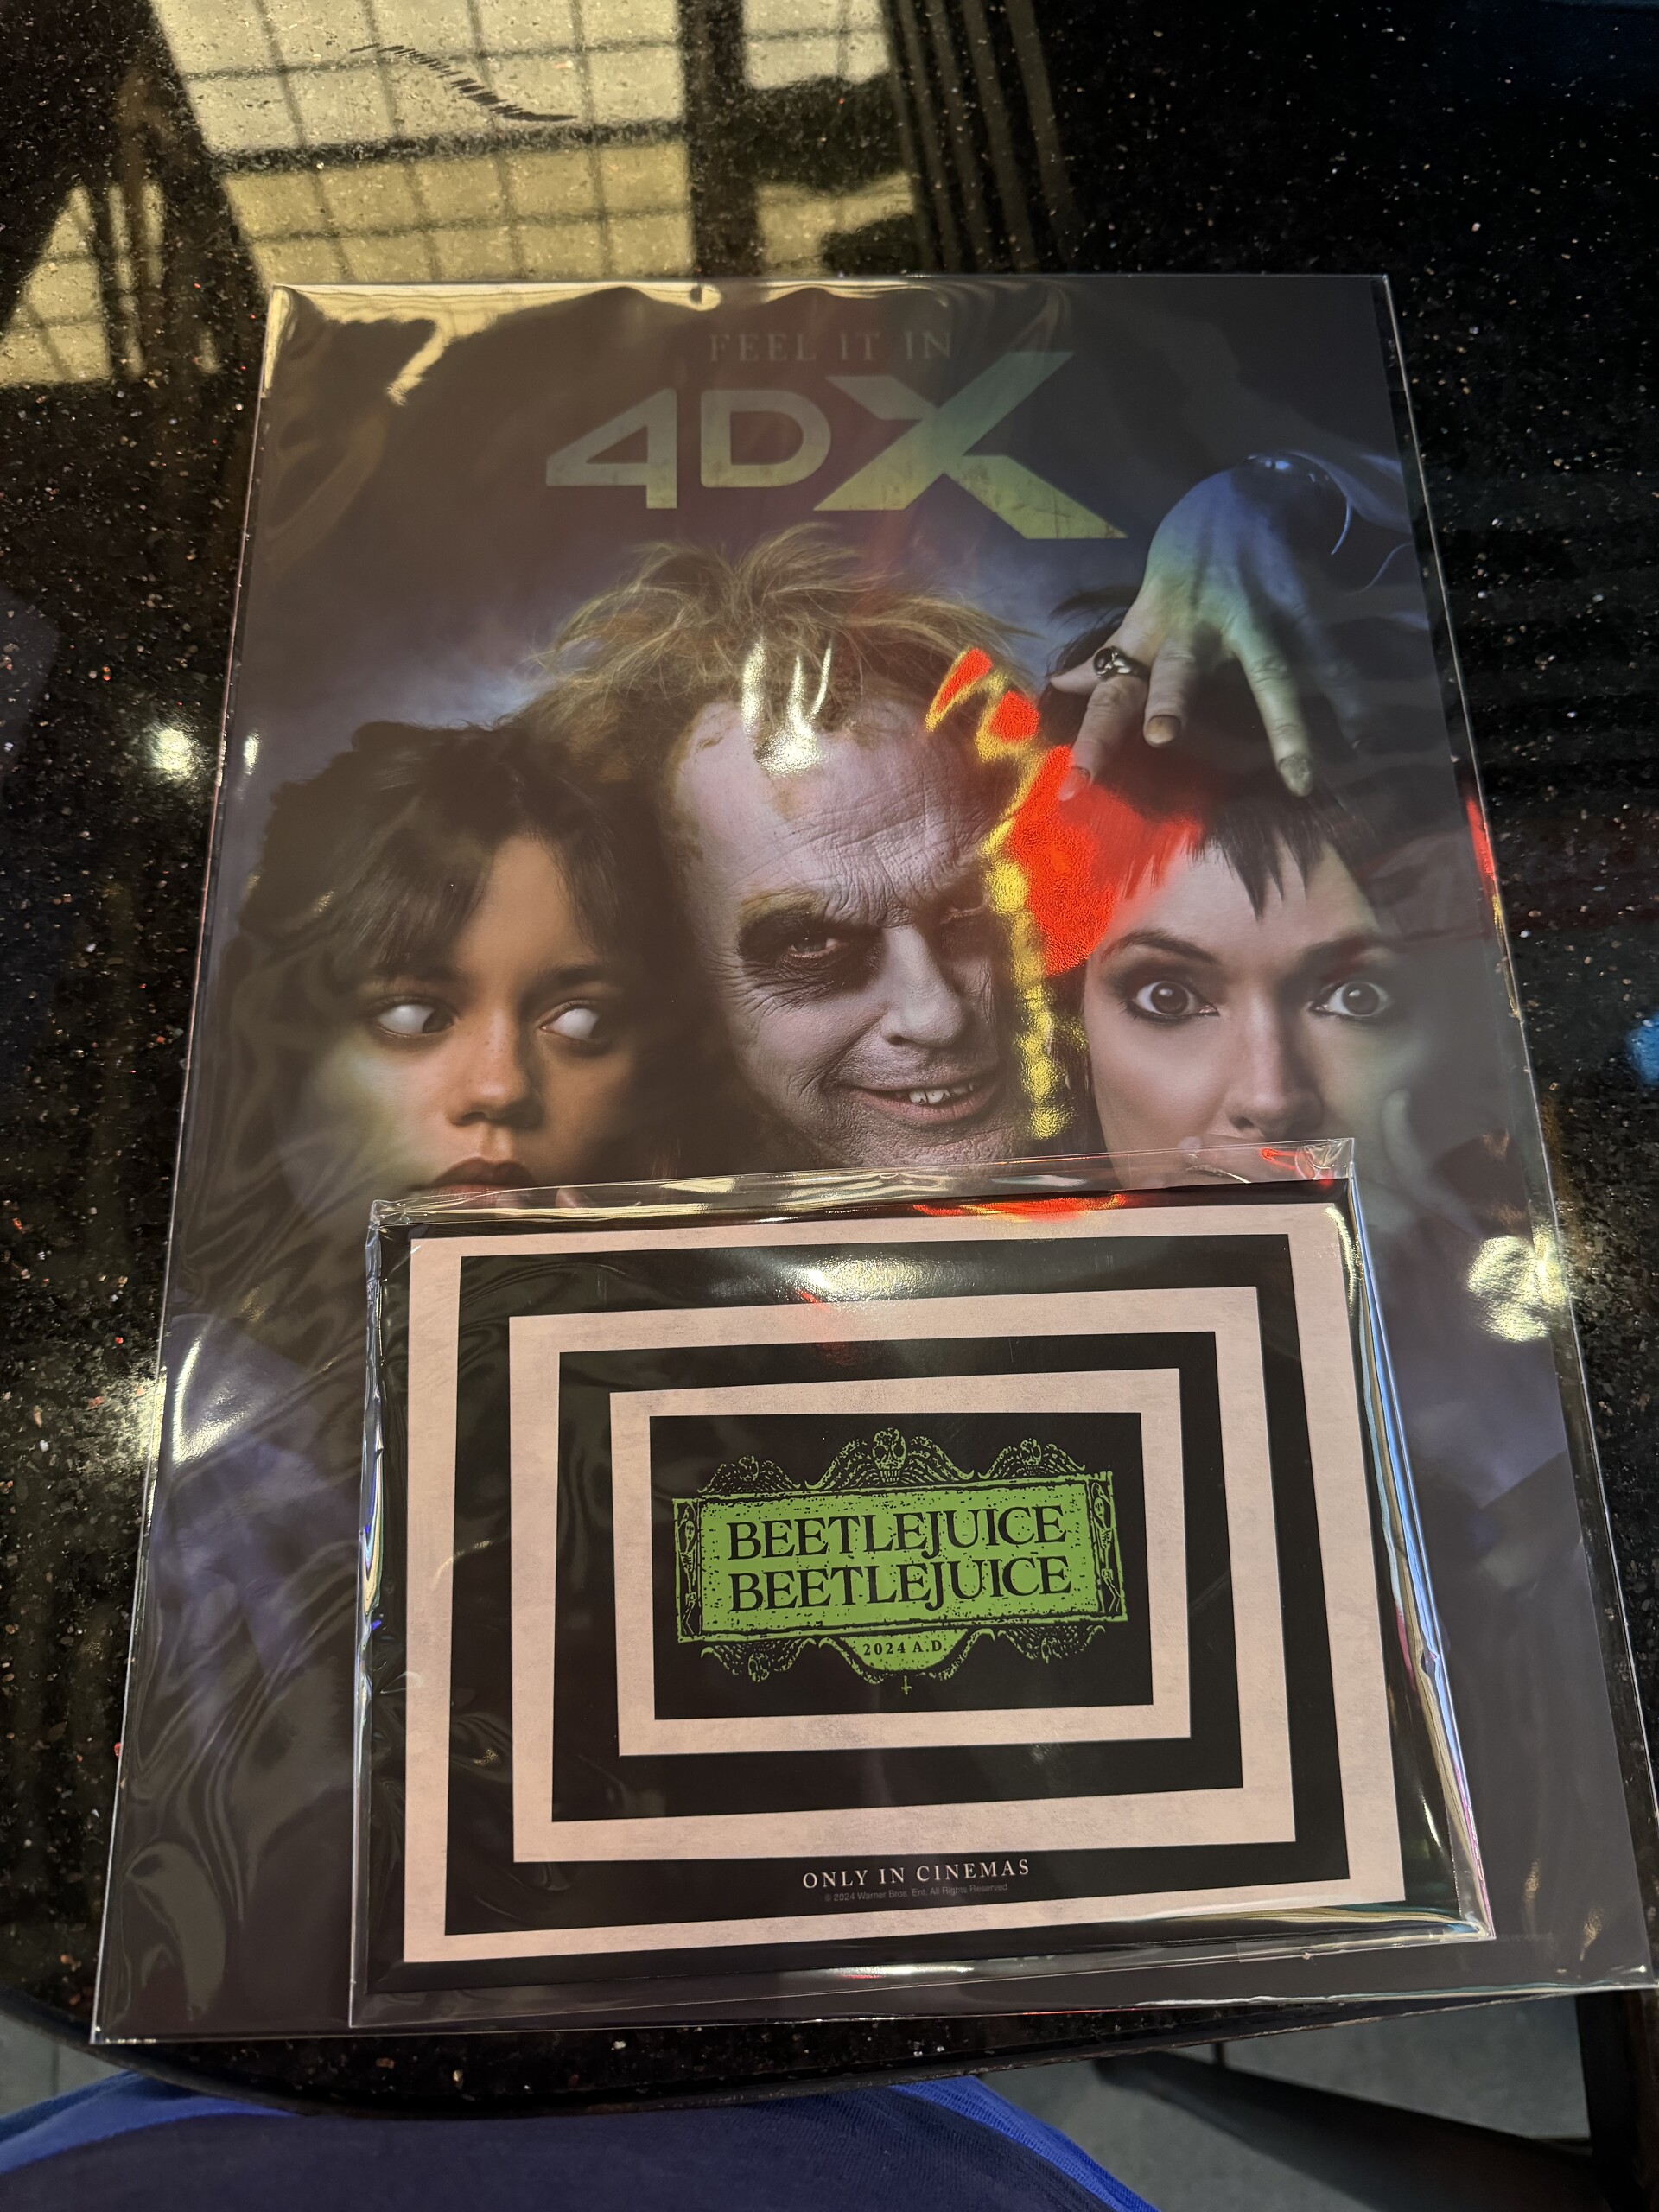 FEEL IT IN
4DX
BEETLEJUICE
BEETLEJUICE
2024 A.D.
ONLY IN CINEMAS
© 2024 Warner Bros. Ent. All Rights Reserved